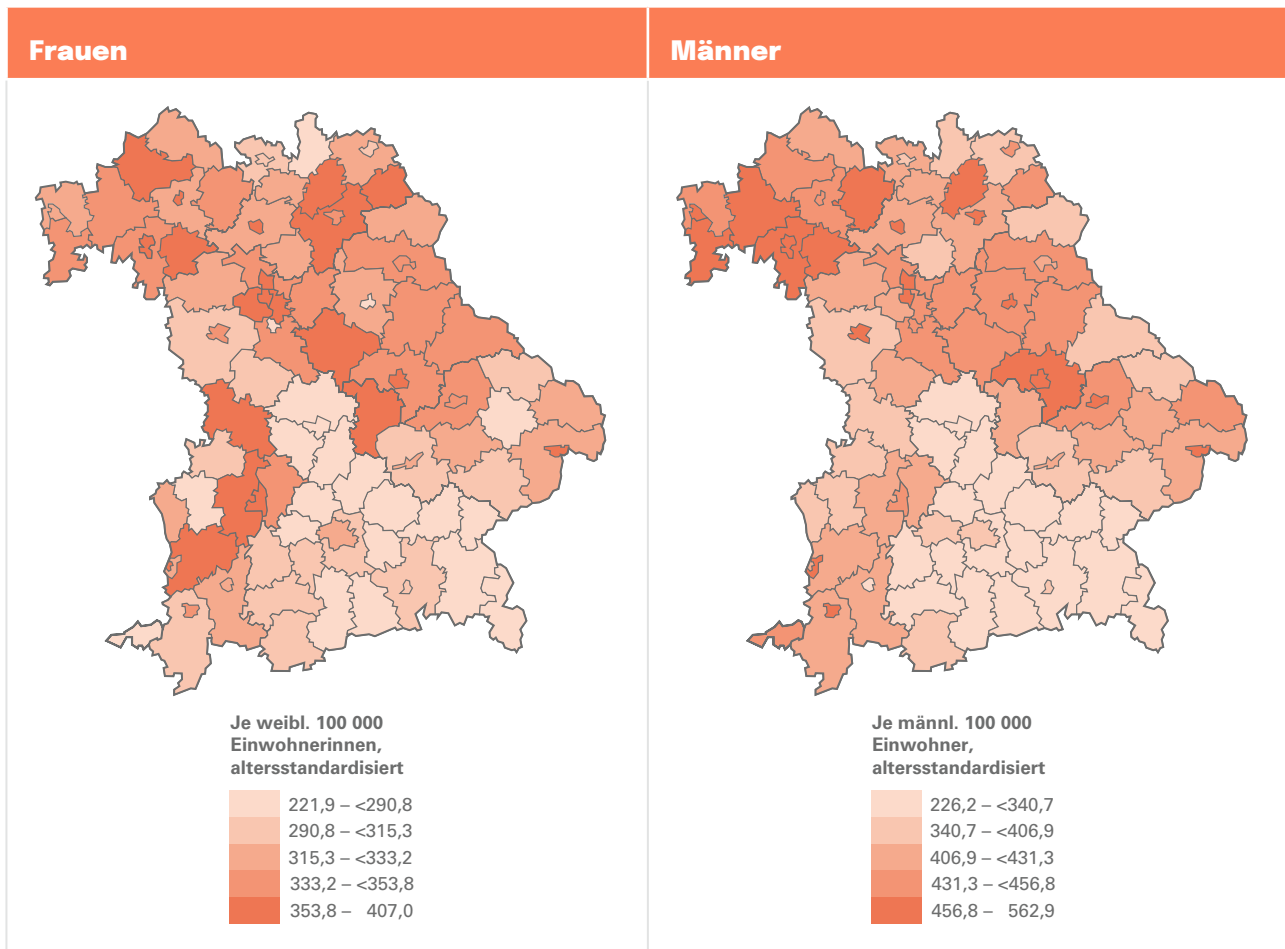 Frauen
Männer
Je weibl. 100 000
Einwohnerinnen,
altersstandardisiert
221,9 – <290,8
290,8 – <315,3
315,3 – <333,2
333,2 – <353,8
353,8 – 407,0
Je männl. 100 000
Einwohner,
altersstandardisiert
226,2 – <340,7
340,7 – <406,9
406,9 – <431,3
431,3 – <456,8
456,8 – 562,9